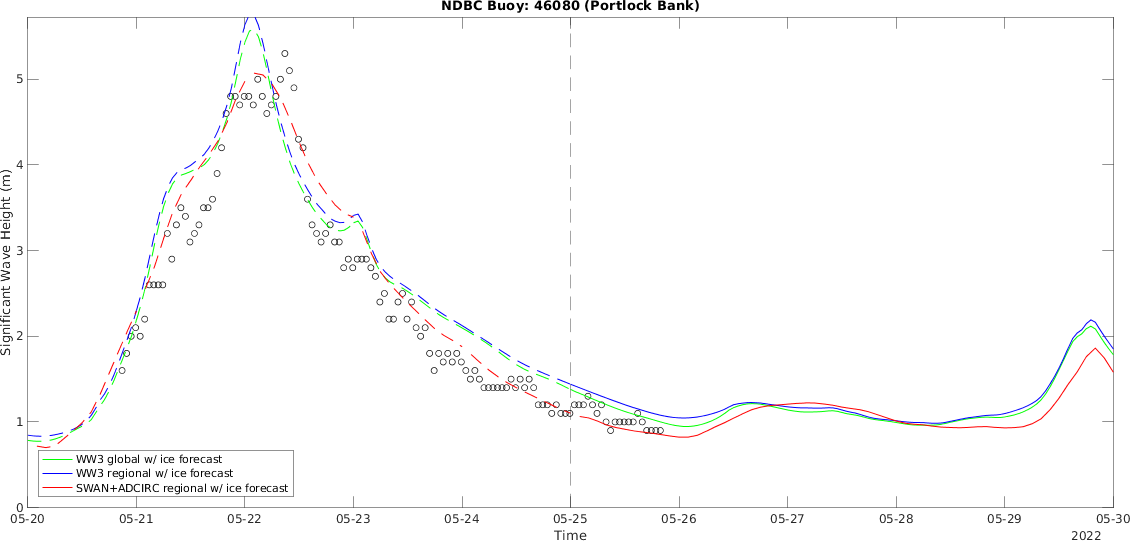 NDBC Buoy: 46080 (Portlock Bank)
Significant Wave Height (m)
5
4
3
2
1
0
WW3 global w/ ice forecast
WW3 regional w/ ice forecast
SWAN+ADCIRC regional w/ ice forecast
05-20 05-21 05-22 05-23 05-24 05-25 05-26 05-27 05-28 05-29 05-30
Time
2022